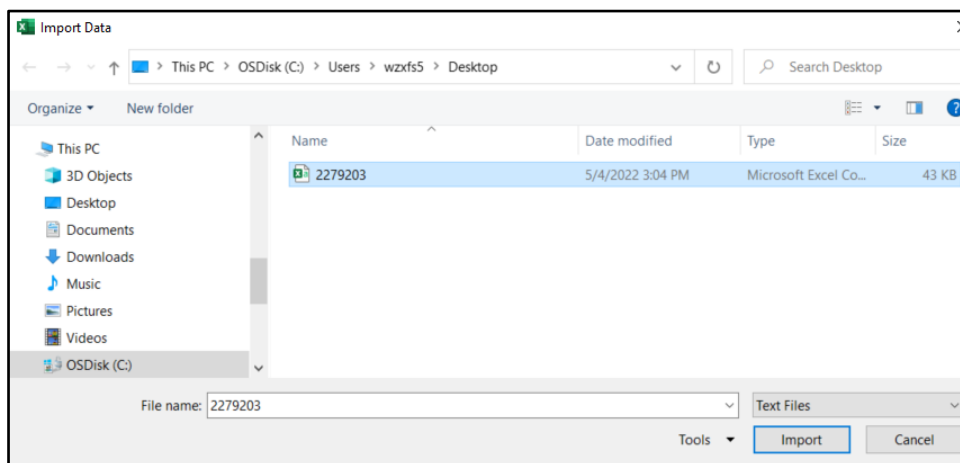 Import Data
This PC > OSDisk (C:) > Users > wzxfs5 > Desktop
Search Desktop
Organize
New folder
Name
Date modified
Type
Size
2279203
5/4/2022 3:04 PM
Microsoft Excel Co...
43 KB
This PC
3D Objects
Desktop
Documents
Downloads
Music
Pictures
Videos
OSDisk (C:)
File name: 2279203
Text Files
Tools
Import
Cancel